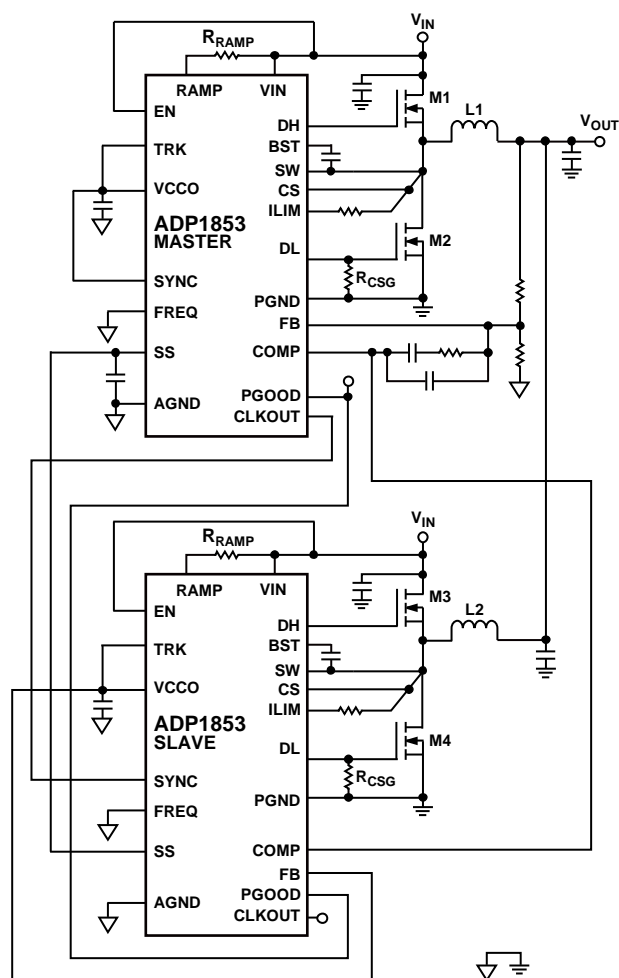 VIN
RRAMP
RAMP
VIN
EN
M1
L1
VOUT
DH
TRK
BST
SW
VCCO
CS
ILIM
ADP1853
MASTER
M2
DL
RCSG
SYNC
PGND
FREQ
FB
SS
COMP
PGOOD
AGND
CLKOUT
VIN
RRAMP
RAMP
VIN
EN
M3
L2
DH
TRK
BST
SW
VCCO
CS
ILIM
ADP1853
SLAVE
M4
DL
RCSG
SYNC
PGND
FREQ
SS
COMP
FB
PGOOD
AGND
CLKOUT